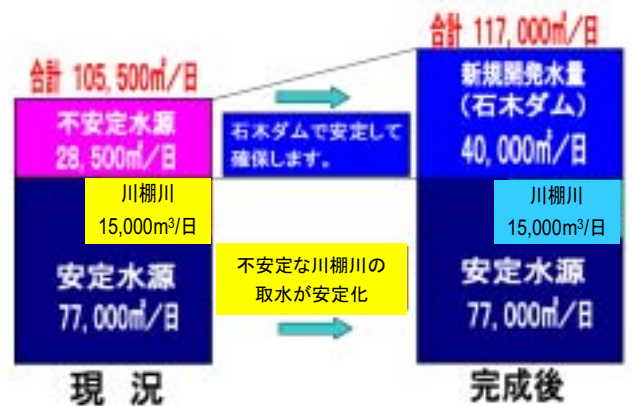 合計 105,500㎥/日
不安定水源
28,500㎥/日
川棚川
15,000m³/日
安定水源
77,000㎥/日
現 況
石木ダムで安定して
確保します。
不安定な川棚川の
取水が安定化
合計 117,000㎥/日
新規開発水量
(石木ダム)
40,000㎥/日
川棚川
15,000m³/日
安定水源
77,000㎥/日
完成後